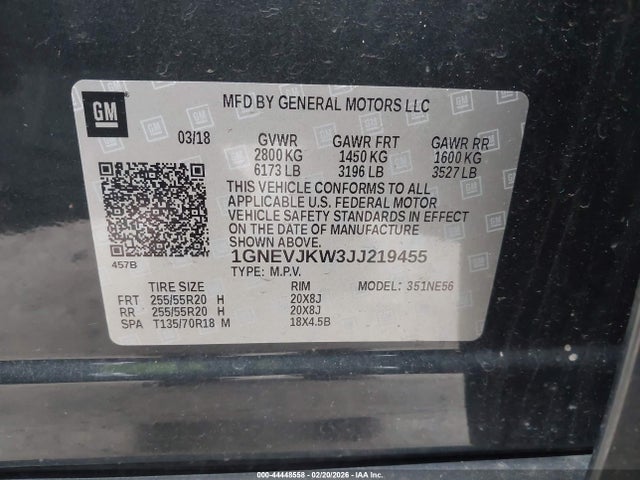 GM
MFD BY GENERAL MOTORS LLC
03/18 GVWR GAWR FRT GAWR RR
2800 KG 1450 KG 1600 KG
6173 LB 3196 LB 3527 LB
THIS VEHICLE CONFORMS TO ALL
APPLICABLE U.S. FEDERAL MOTOR
VEHICLE SAFETY STANDARDS IN EFFECT
ON THE DATE OF MANUFACTURE
SHOWN ABOVE.
457B
1GNEVJKW3JJ219455
TYPE: M.P.V.
TIRE SIZE RIM MODEL: 351NE56
FRT 255/55R20 H 20X8J
RR 255/55R20 H 20X8J
SPA T135/70R18 M 18X4.5B
000-44448558 - 02/20/2026 - IAA Holdings, LLC